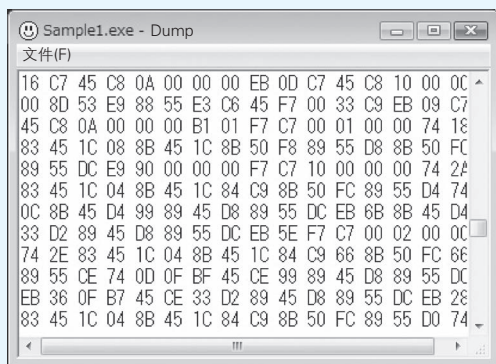 Sample1.exe - Dump
文件(F)
16 C7 45 C8 0A 00 00 00 EB 0D C7 45 C8 10 00 00
00 8D 53 E9 88 55 E3 C6 45 F7 00 33 C9 EB 09 C7
45 C8 0A 00 00 00 B1 01 F7 C7 00 01 00 00 74 18
83 45 1C 08 8B 45 1C 8B 50 F8 89 55 D8 8B 50 FC
89 55 DC E9 90 00 00 00 F7 C7 10 00 00 00 74 2A
83 45 1C 04 8B 45 1C 84 C9 8B 50 FC 89 55 D4 74
0C 8B 45 D4 99 89 45 D8 89 55 DC EB 6B 8B 45 D4
33 D2 89 45 D8 89 55 DC EB 5E F7 C7 00 02 00 00
74 2E 83 45 1C 04 8B 45 1C 84 C9 66 8B 50 FC 66
89 55 CE 74 0D 0F BF 45 CE 99 89 45 D8 89 55 DC
EB 36 0F B7 45 CE 33 D2 89 45 D8 89 55 DC EB 28
83 45 1C 04 8B 45 1C 84 C9 8B 50 FC 89 55 D0 74